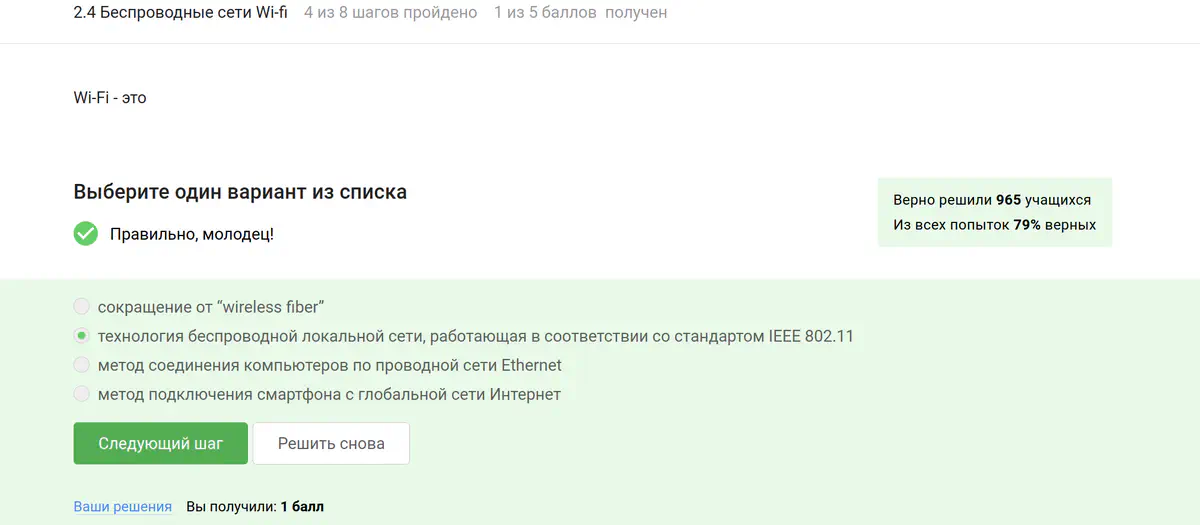 2.4 Беспроводные сети Wi-fi 4 из 8 шагов пройдено 1 из 5 баллов получен
Wi-Fi - это
Выберите один вариант из списка
Правильно, молодец!
Верно решили 965 учащихся
Из всех попыток 79% верных
сокращение от “wireless fiber”
технология беспроводной локальной сети, работающая в соответствии со стандартом IEEE 802.11
метод соединения компьютеров по проводной сети Ethernet
метод подключения смартфона с глобальной сети Интернет
Следующий шаг Решить снова
Ваши решения Вы получили: 1 балл